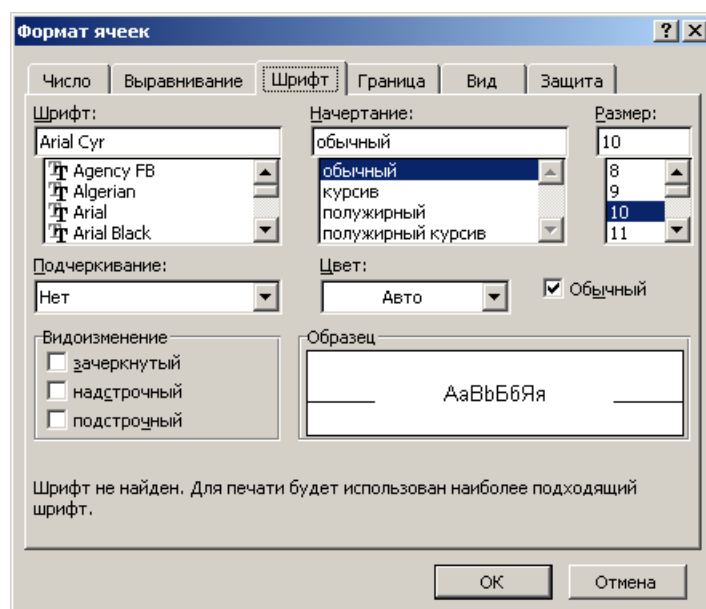 Формат ячеек
Число Выравнивание Шрифт Граница Вид Защита
Шрифт: Начертание: Размер:
Arial Cyr обычный 10
Agency FB обычный 8
Algerian курсив 9
Arial полужирный 10
Arial Black полужирный курсив 11
Подчеркивание: Цвет:
Нет Авто Обычный
Видоизменение Образец
зачеркнутый
надстрочный АаВbБбЯя
подстрочный
Шрифт не найден. Для печати будет использован наиболее подходящий
шрифт.
ОК Отмена